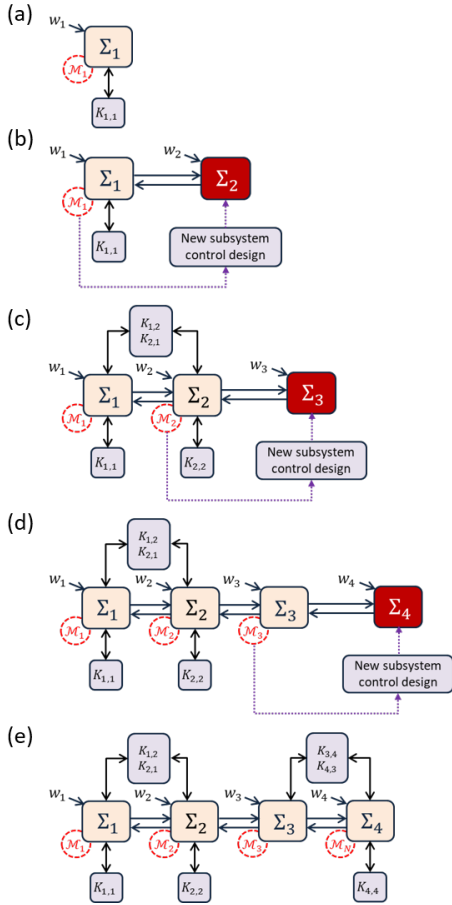 (a)
w₁
Σ₁
ℳ₁
K₁,₁
(b)
w₁ w₂
Σ₁ Σ₂
ℳ₁
New subsystem
control design
K₁,₁
(c)
K₁,₂
K₂,₁
w₁ w₂ w₃
Σ₁ Σ₂ Σ₃
ℳ₁ ℳ₂
K₁,₁ K₂,₂
New subsystem
control design
(d)
K₁,₂
K₂,₁
w₁ w₂ w₃ w₄
Σ₁ Σ₂ Σ₃ Σ₄
ℳ₁ ℳ₂ ℳ₃
K₁,₁ K₂,₂
New subsystem
control design
(e)
K₁,₂ K₃,₄
K₂,₁ K₄,₃
w₁ w₂ w₃ w₄
Σ₁ Σ₂ Σ₃ Σ₄
ℳ₁ ℳ₂ ℳ₃ ℳ_N
K₁,₁ K₂,₂ K₄,₄